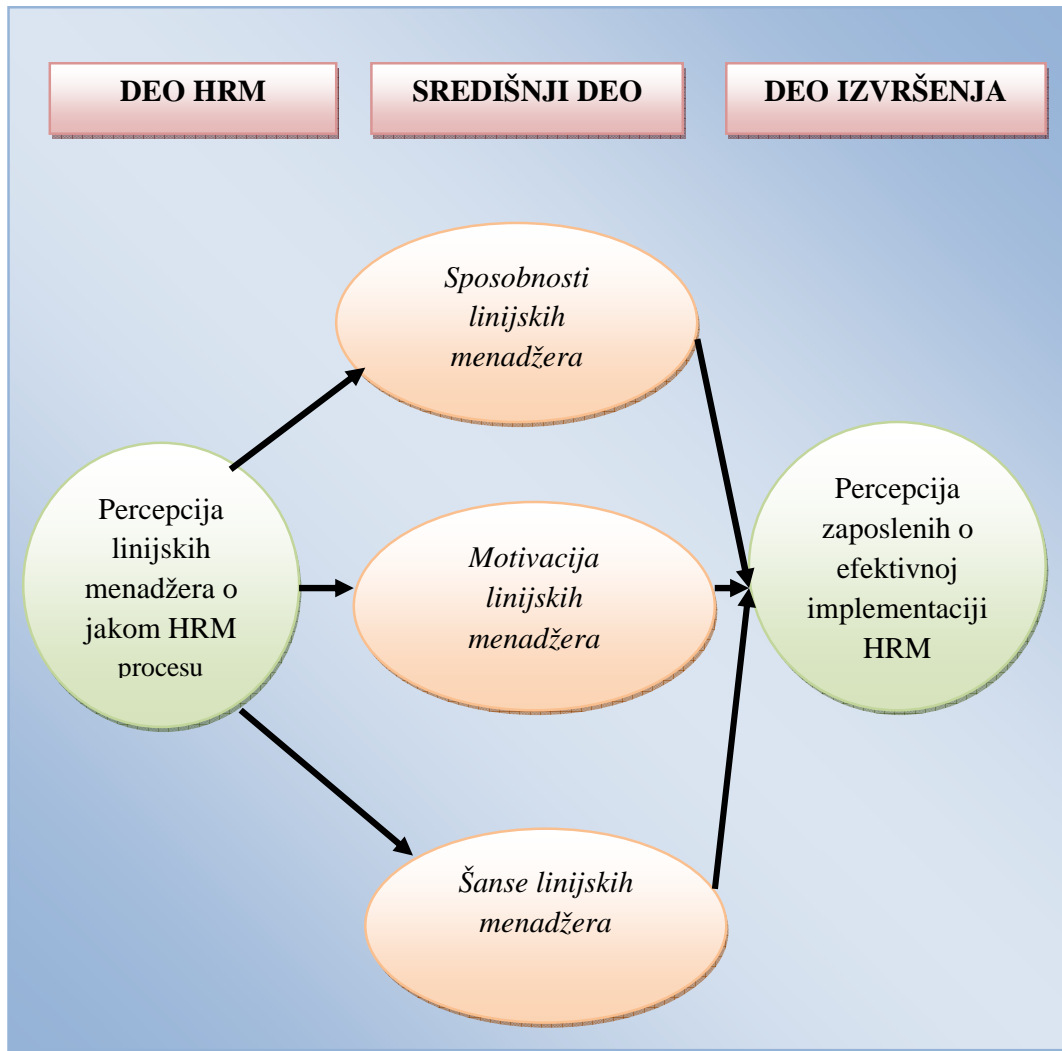 DEO HRM
SREDIŠNJI DEO
DEO IZVRŠENJA
Sposobnosti
linijskih
menadžera
Percepcija
linijskih
menadžera o
jakom HRM
procesu
Motivacija
linijskih
menadžera
Percepcija
zaposlenih o
efektivnoj
implementaciji
HRM
Šanse linijskih
menadžera